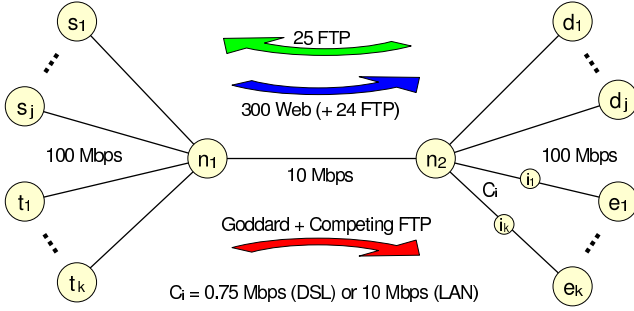 s1
sj
t1
tk
100 Mbps
n1
25 FTP
300 Web (+ 24 FTP)
10 Mbps
Goddard + Competing FTP
Ci = 0.75 Mbps (DSL) or 10 Mbps (LAN)
n2
d1
dj
100 Mbps
Ci
i1
ik
e1
ek